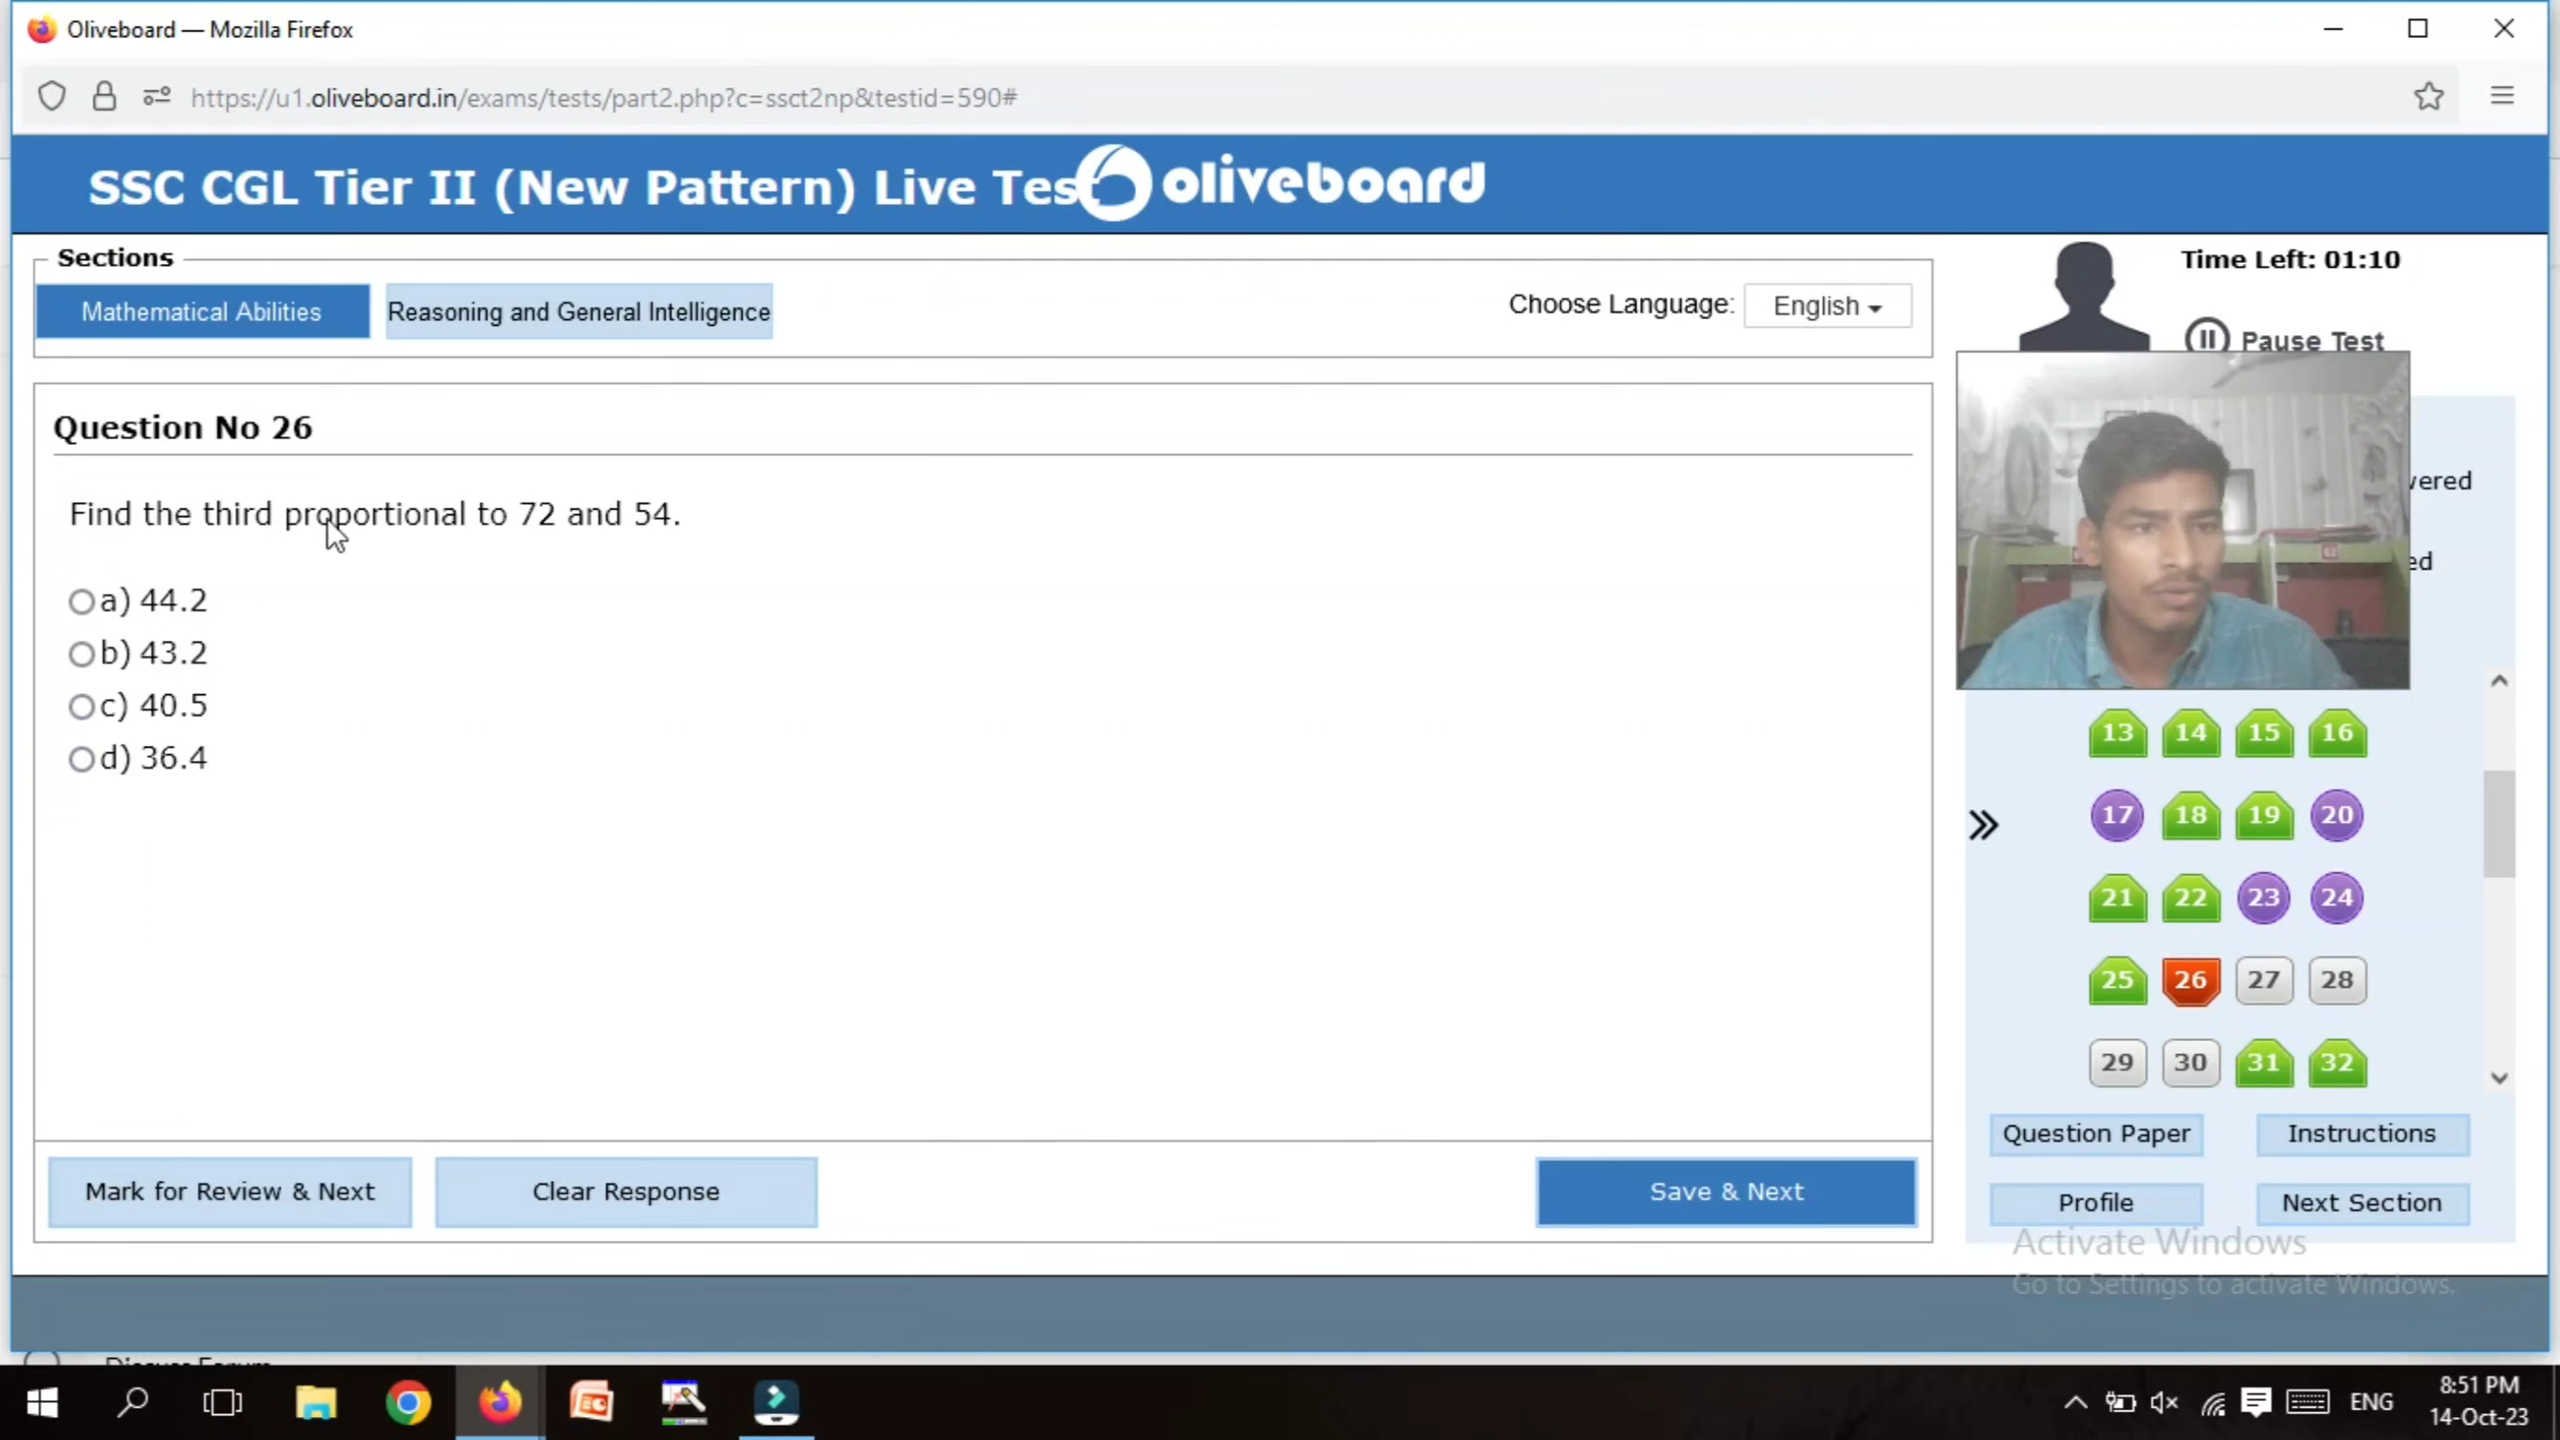 Oliveboard — Mozilla Firefox
https://u1.oliveboard.in/exams/tests/part2.php?c=ssct2np&testid=590#
SSC CGL Tier II (New Pattern) Live Tes
oliveboard
Sections
Mathematical Abilities
Reasoning and General Intelligence
Choose Language:
English
Time Left: 01:10
Pause Test
Question No 26
Find the third proportional to 72 and 54.
a) 44.2
b) 43.2
c) 40.5
d) 36.4
13 14 15 16
17 18 19 20
21 22 23 24
25 26 27 28
29 30 31 32
Mark for Review & Next
Clear Response
Save & Next
Question Paper
Instructions
Profile
Next Section
Activate Windows
Go to Settings to activate Windows.
ENG
8:51 PM
14-Oct-23